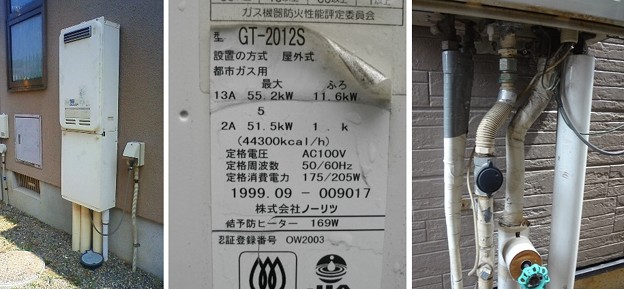 ガス機器防火性能評定委員会
型 GT-2012S
設置の方式 屋外式
都市ガス用
最大 ふろ
13A 55.2kW 11.6kW
5
2A 51.5kW 1 . k
(44300kcal/h)
定格電圧 AC100V
定格周波数 50/60Hz
定格消費電力 175/205W
1999.09 - 009017
株式会社ノーリツ
結予防ヒーター 169W
認証登録番号 OW2003